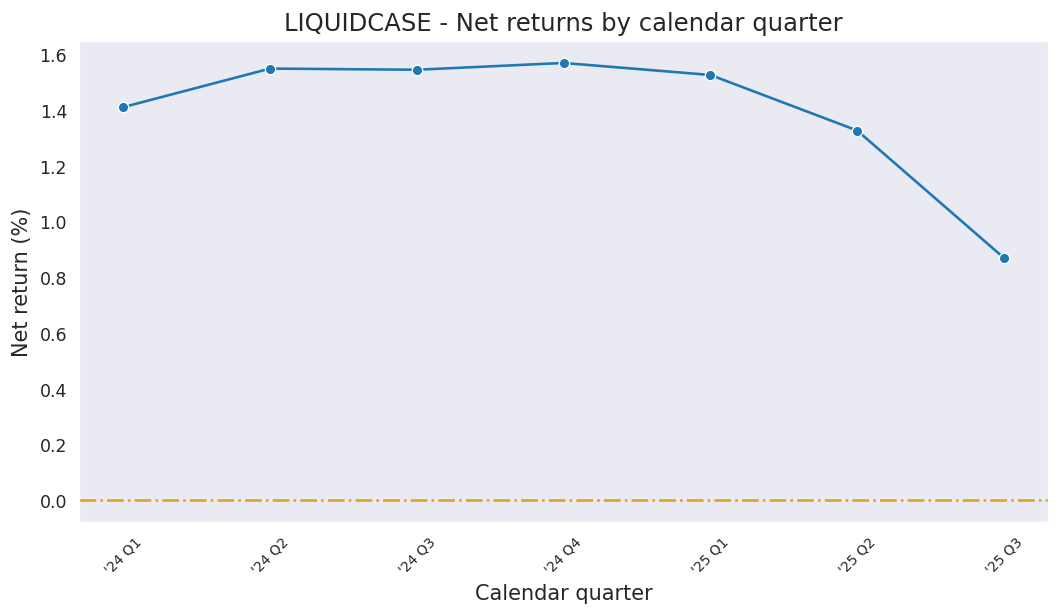 LIQUIDCASE - Net returns by calendar quarter
Net return (%)
1.6
1.4
1.2
1.0
0.8
0.6
0.4
0.2
0.0
'24 Q1
'24 Q2
'24 Q3
'24 Q4
'25 Q1
'25 Q2
'25 Q3
Calendar quarter